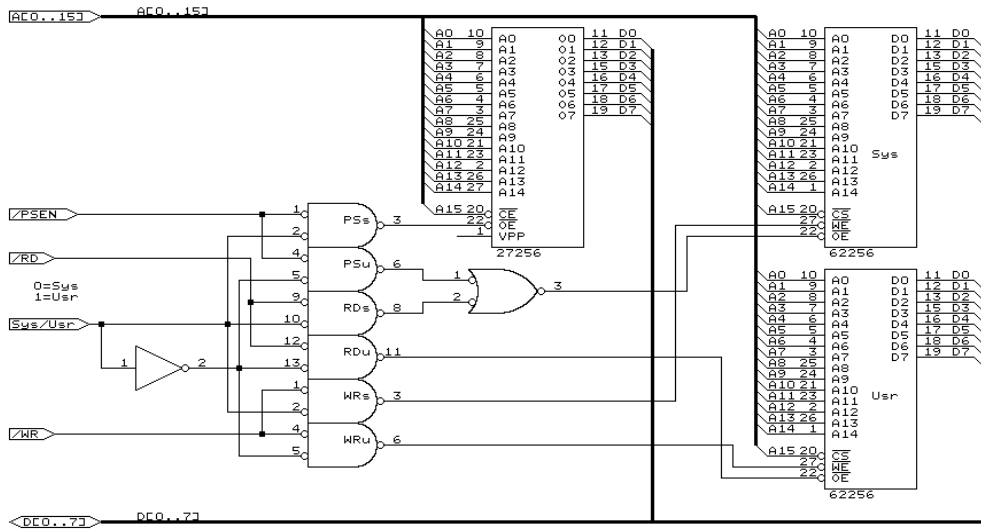 A[0..15]
A[0..15]
A0 10 A0 O0 11 D0
A1 9 A1 O1 12 D1
A2 8 A2 O2 13 D2
A3 7 A3 O3 15 D3
A4 6 A4 O4 16 D4
A5 5 A5 O5 17 D5
A6 4 A6 O6 18 D6
A7 3 A7 O7 19 D7
A8 25 A8
A9 24 A9
A10 21 A10
A11 23 A11
A12 2 A12
A13 26 A13
A14 27 A14
A15 20 CE
22 OE
1 VPP
27256
A0 10 A0 D0 11 D0
A1 9 A1 D1 12 D1
A2 8 A2 D2 13 D2
A3 7 A3 D3 15 D3
A4 6 A4 D4 16 D4
A5 5 A5 D5 17 D5
A6 4 A6 D6 18 D6
A7 3 A7 D7 19 D7
A8 25 A8
A9 24 A9
A10 21 A10
A11 23 A11 Sys
A12 2 A12
A13 26 A13
A14 1 A14
A15 20 CS
27 WE
22 OE
62256
/PSEN
1 PSs 3
2
4 PSu 6
5
/RD
0=Sys
1=Usr
9 RDs 8
10
1 3
2
Sys/Usr
12 RDu 11
13
1 2
1 WRs 3
2
/WR
4 WRu 6
5
A0 10 A0 D0 11 D0
A1 9 A1 D1 12 D1
A2 8 A2 D2 13 D2
A3 7 A3 D3 15 D3
A4 6 A4 D4 16 D4
A5 5 A5 D5 17 D5
A6 4 A6 D6 18 D6
A7 3 A7 D7 19 D7
A8 25 A8
A9 24 A9
A10 21 A10
A11 23 A11 Usr
A12 2 A12
A13 26 A13
A14 1 A14
A15 20 CS
27 WE
22 OE
62256
D[0..7]
D[0..7]